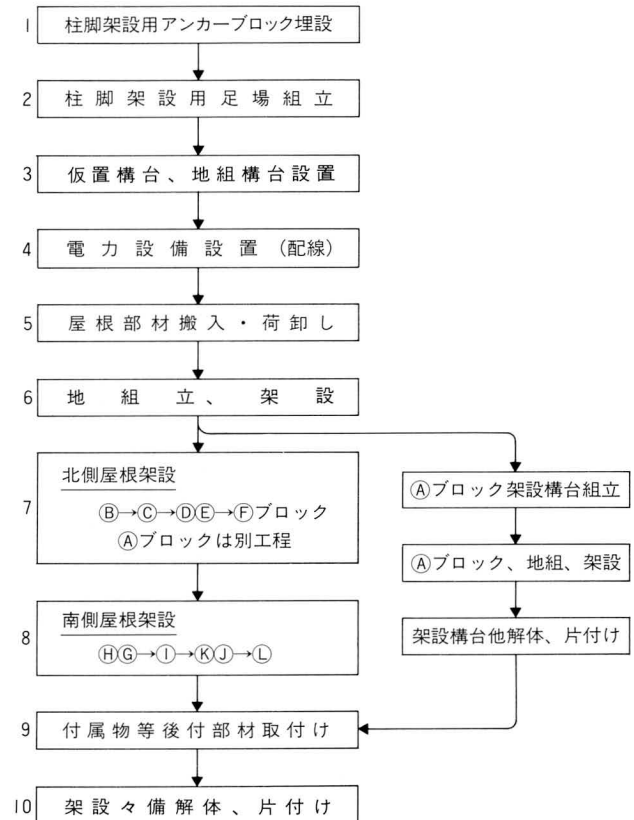 1 柱脚架設用アンカーブロック埋設
2 柱脚架設用足場組立
3 仮置構台、地組構台設置
4 電力設備設置(配線)
5 屋根部材搬入・荷卸し
6 地組立、架設
7 北側屋根架設
Ⓑ→Ⓒ→ⒹⒺ→Ⓕブロック
Ⓐブロックは別工程
8 南側屋根架設
ⒽⒼ→Ⓘ→ⓀⒿ→Ⓛ
Ⓐブロック架設構台組立
Ⓐブロック、地組、架設
架設構台他解体、片付け
9 付属物等後付部材取付け
10 架設々備解体、片付け